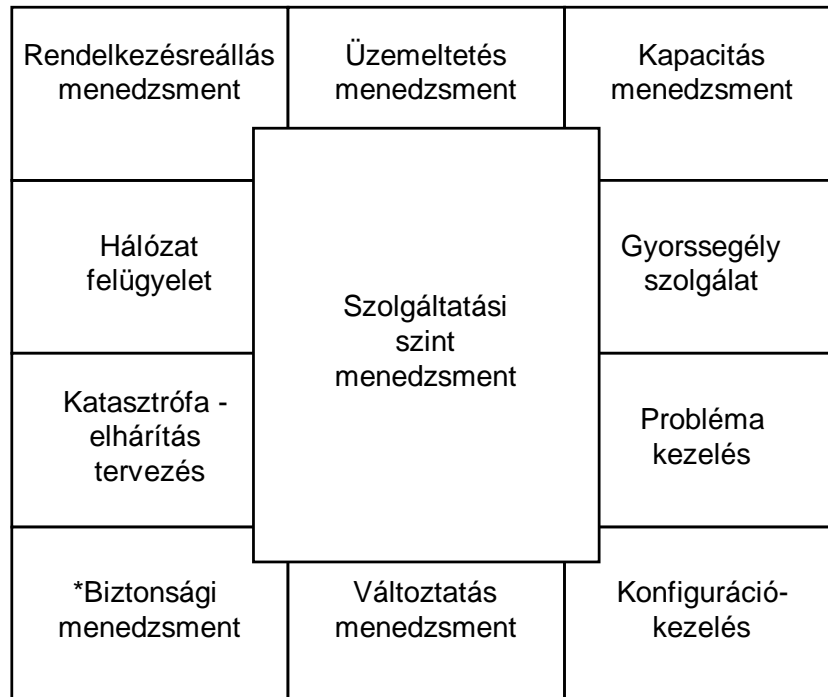 Rendelkezésreállás
menedzsment
Üzemeltetés
menedzsment
Kapacitás
menedzsment
Hálózat
felügyelet
Szolgáltatási
szint
menedzsment
Gyorssegély
szolgálat
Katasztrófa -
elhárítás
tervezés
Probléma
kezelés
*Biztonsági
menedzsment
Változtatás
menedzsment
Konfiguráció-
kezelés